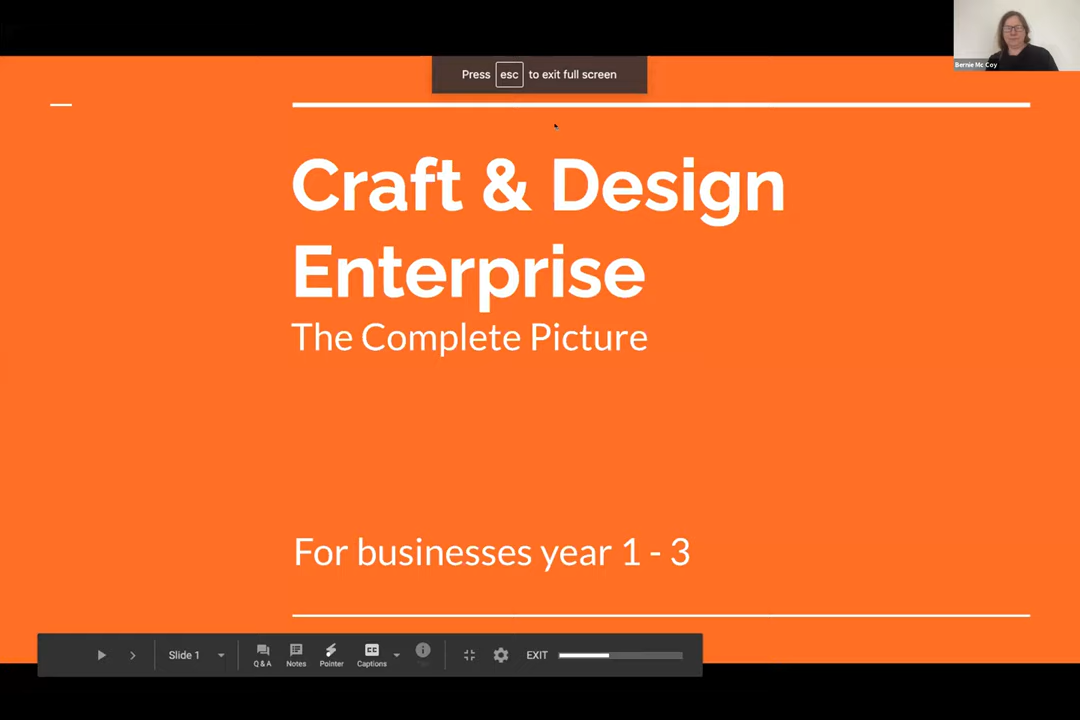 Bernie Mc Coy
Press esc to exit full screen
Craft & Design
Enterprise
The Complete Picture
For businesses year 1 - 3
Slide 1
Q & A
Notes
Pointer
Captions
EXIT